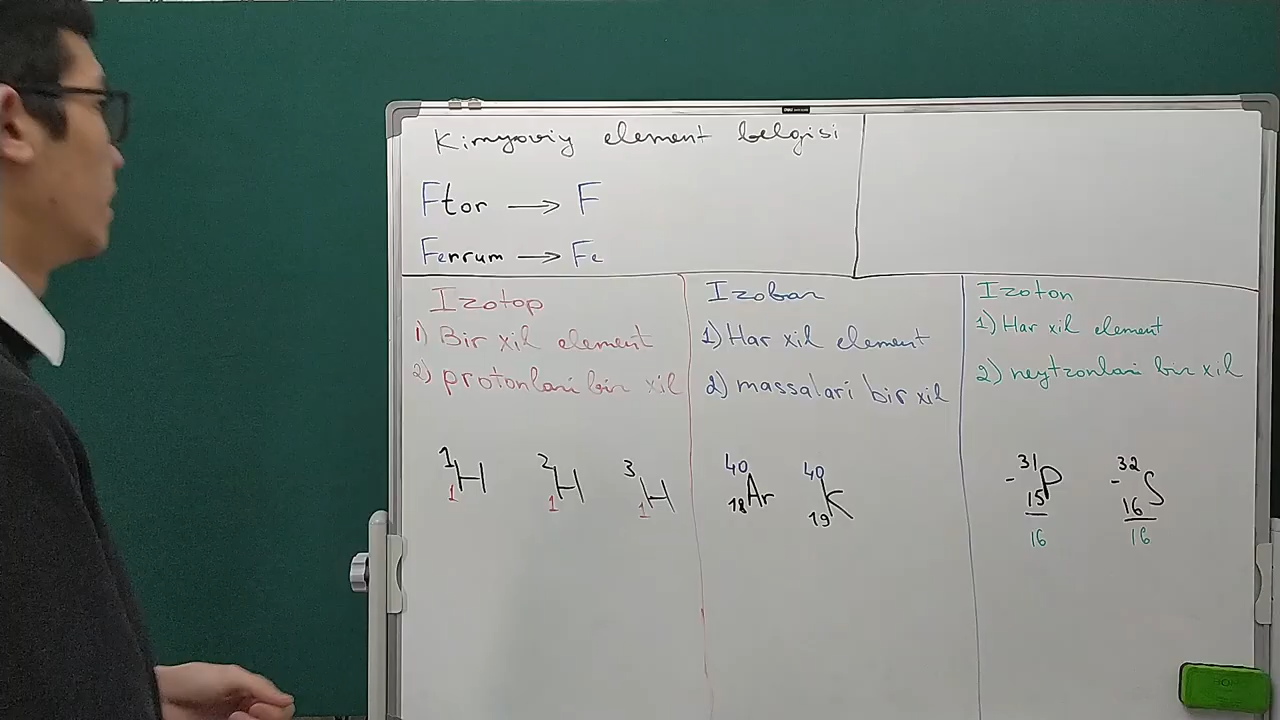 Kimyoviy element belgisi
Ftor → F
Ferrum → Fe
Izotop
1) Bir xil element
2) protonlari bir xil
1 H 1
2 H 1
3 H 1
Izobar
1) Har xil element
2) massalari bir xil
40 Ar 18
40 K 19
Izoton
1) Har xil element
2) neytronlari bir xil
- 31 P 15
16
- 32 S 16
16